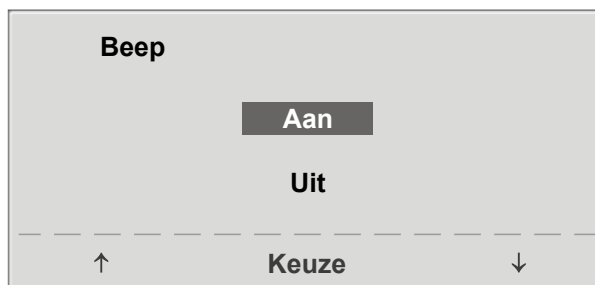 Beep
Aan
Uit
↑ Keuze ↓